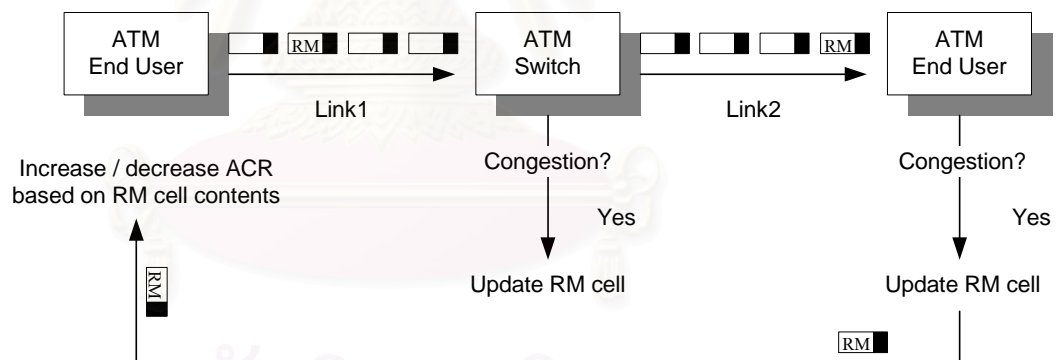 ATM
End User
RM
ATM
Switch
RM
ATM
End User
Link1
Link2
Increase / decrease ACR
based on RM cell contents
Congestion?
Congestion?
Yes
Yes
RM
Update RM cell
Update RM cell
RM